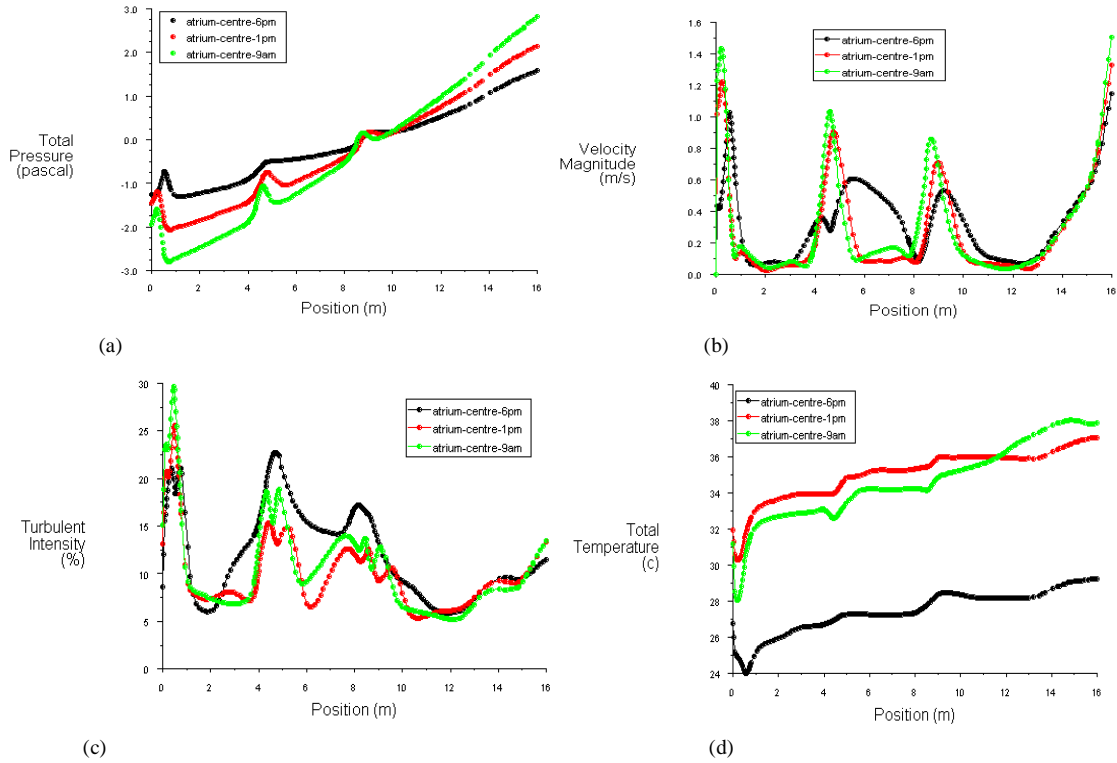 3.0
2.0
1.0
0.0
-1.0
-2.0
-3.0
Total
Pressure
(pascal)
atrium-centre-6pm
atrium-centre-1pm
atrium-centre-9am
0 2 4 6 8 10 12 14 16
Position (m)
(a)
1.6
1.4
1.2
1.0
0.8
0.6
0.4
0.2
0.0
Velocity
Magnitude
(m/s)
atrium-centre-6pm
atrium-centre-1pm
atrium-centre-9am
0 2 4 6 8 10 12 14 16
Position (m)
(b)
30
25
20
15
10
5
0
Turbulent
Intensity
(%)
atrium-centre-6pm
atrium-centre-1pm
atrium-centre-9am
0 2 4 6 8 10 12 14 16
Position (m)
(c)
40
38
36
34
32
30
28
26
24
Total
Temperature
(c)
atrium-centre-6pm
atrium-centre-1pm
atrium-centre-9am
0 2 4 6 8 10 12 14 16
Position (m)
(d)